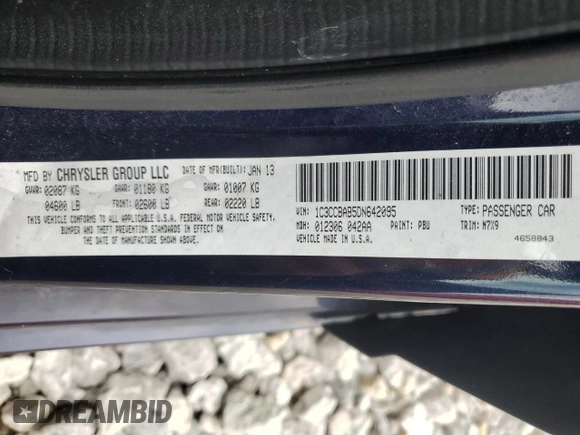 MFD BY CHRYSLER GROUP LLC
DATE OF MFR(BUILT): JAN 13
GVWR: 02087 KG GAWR: 01180 KG GAWR: 01007 KG
04600 LB FRONT: 02600 LB REAR: 02220 LB
THIS VEHICLE CONFORMS TO ALL APPLICABLE U.S.A. FEDERAL MOTOR VEHICLE SAFETY,
BUMPER AND THEFT PREVENTION STANDARDS IN EFFECT ON
THE DATE OF MANUFACTURE SHOWN ABOVE.
VIN: 1C3CCBAB5DN642095 TYPE: PASSENGER CAR
MDH: 012306 042AA PAINT: PBU TRIM: N7X9
VEHICLE MADE IN U.S.A. 4658843
DREAMBID